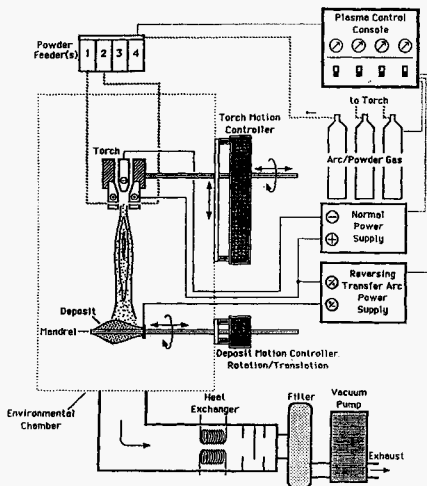 Plasma Control
Console
Powder
Feeder(s)
1 2 3 4
to Torch
Torch Motion
Controller
Torch
Arc/Powder Gas
Normal
Power
Supply
Reversing
Transfer Arc
Power
Supply
Deposit
Mandrel
Deposit Motion Controller
Rotation/Translation
Environmental
Chamber
Heat
Exchanger
Filter
Vacuum
Pump
Exhaust